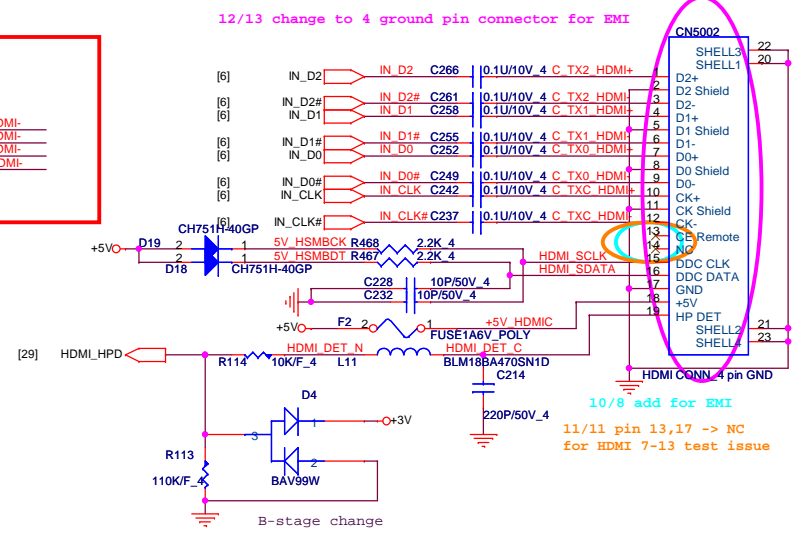 12/13 change to 4 ground pin connector for EMI
CN5002
SHELL3 22
SHELL1 20
[6] IN_D2 IN_D2 C266 0.1U/10V_4 C_TX2_HDMI+ 1 D2+
2 D2 Shield
[6] IN_D2# IN_D2# C261 0.1U/10V_4 C_TX2_HDMI- 3 D2-
[6] IN_D1 IN_D1 C258 0.1U/10V_4 C_TX1_HDMI+ 4 D1+
5 D1 Shield
[6] IN_D1# IN_D1# C255 0.1U/10V_4 C_TX1_HDMI- 6 D1-
[6] IN_D0 IN_D0 C252 0.1U/10V_4 C_TX0_HDMI+ 7 D0+
8 D0 Shield
[6] IN_D0# IN_D0# C249 0.1U/10V_4 C_TX0_HDMI- 9 D0-
[6] IN_CLK IN_CLK C242 0.1U/10V_4 C_TXC_HDMI+ 10 CK+
11 CK Shield
[6] IN_CLK# IN_CLK# C237 0.1U/10V_4 C_TXC_HDMI- 12 CK-
13 CE Remote
14 NC
DMI-
DMI-
DMI-
CH751H-40GP
+5V D19 2 1 5V_HSMBCK R468 2.2K_4 HDMI_SCLK 15 DDC CLK
D18 2 1 5V_HSMBDT R467 2.2K_4 HDMI_SDATA 16 DDC DATA
CH751H-40GP
C228 10P/50V_4
C232 10P/50V_4
17 GND
18 +5V
+5V F2 2 1 +5V_HDMIC 19 HP DET
FUSE1A6V_POLY
SHELL2 21
SHELL4 23
[29] HDMI_HPD HDMI_DET_N HDMI_DET_C
R114 10K/F_4 L11 BLM18BA470SN1D
HDMI CONN_4 pin GND
C214
220P/50V_4
10/8 add for EMI
11/11 pin 13,17 -> NC
for HDMI 7-13 test issue
D4
1 +3V
3
2
BAV99W
R113
110K/F_4
B-stage change